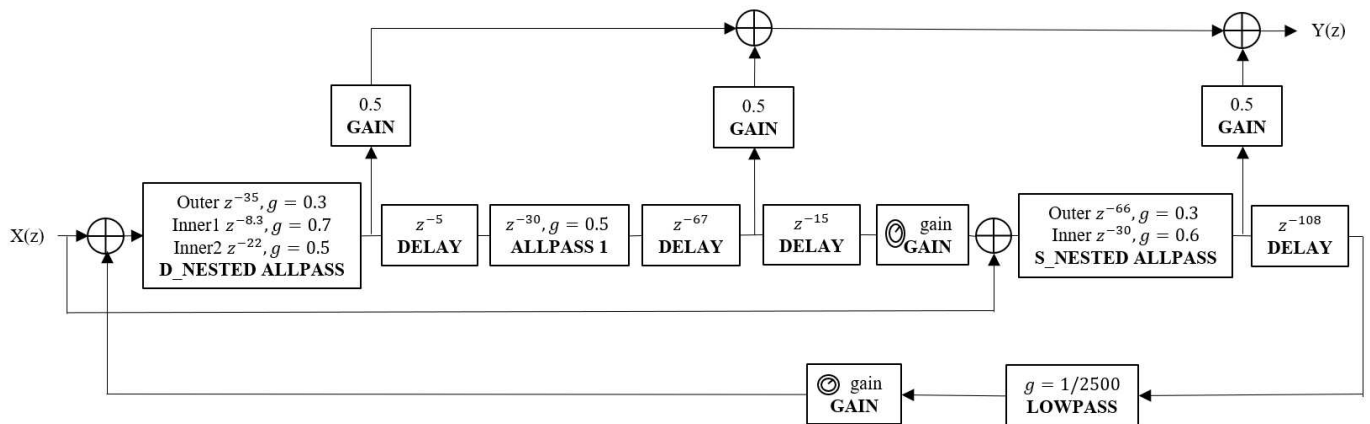 Y(z)
0.5
GAIN
0.5
GAIN
0.5
GAIN
X(z)
Outer z⁻³⁵, g = 0.3
Inner1 z⁻⁸·³, g = 0.7
Inner2 z⁻²², g = 0.5
D_NESTED ALLPASS
z⁻⁵
DELAY
z⁻³⁰, g = 0.5
ALLPASS 1
z⁻⁶⁷
DELAY
z⁻¹⁵
DELAY
gain
GAIN
Outer z⁻⁶⁶, g = 0.3
Inner z⁻³⁰, g = 0.6
S_NESTED ALLPASS
z⁻¹⁰⁸
DELAY
gain
GAIN
g = 1/2500
LOWPASS